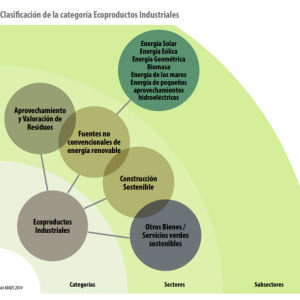 Clasificación de la categoría Ecoproductos Industriales
Energía Solar
Energía Eólica
Energía Geométrica
Biomasa
Energía de los mares
Energía de pequeños
aprovechamientos
hidroeléctricos
Aprovechamiento
y Valoración de
Residuos
Fuentes no
convencionales de
energía renovable
Construcción
Sostenible
Ecoproductos
Industriales
Otros Bienes /
Servicios verdes
sostenibles
Categorías
Sectores
Subsectores
2014